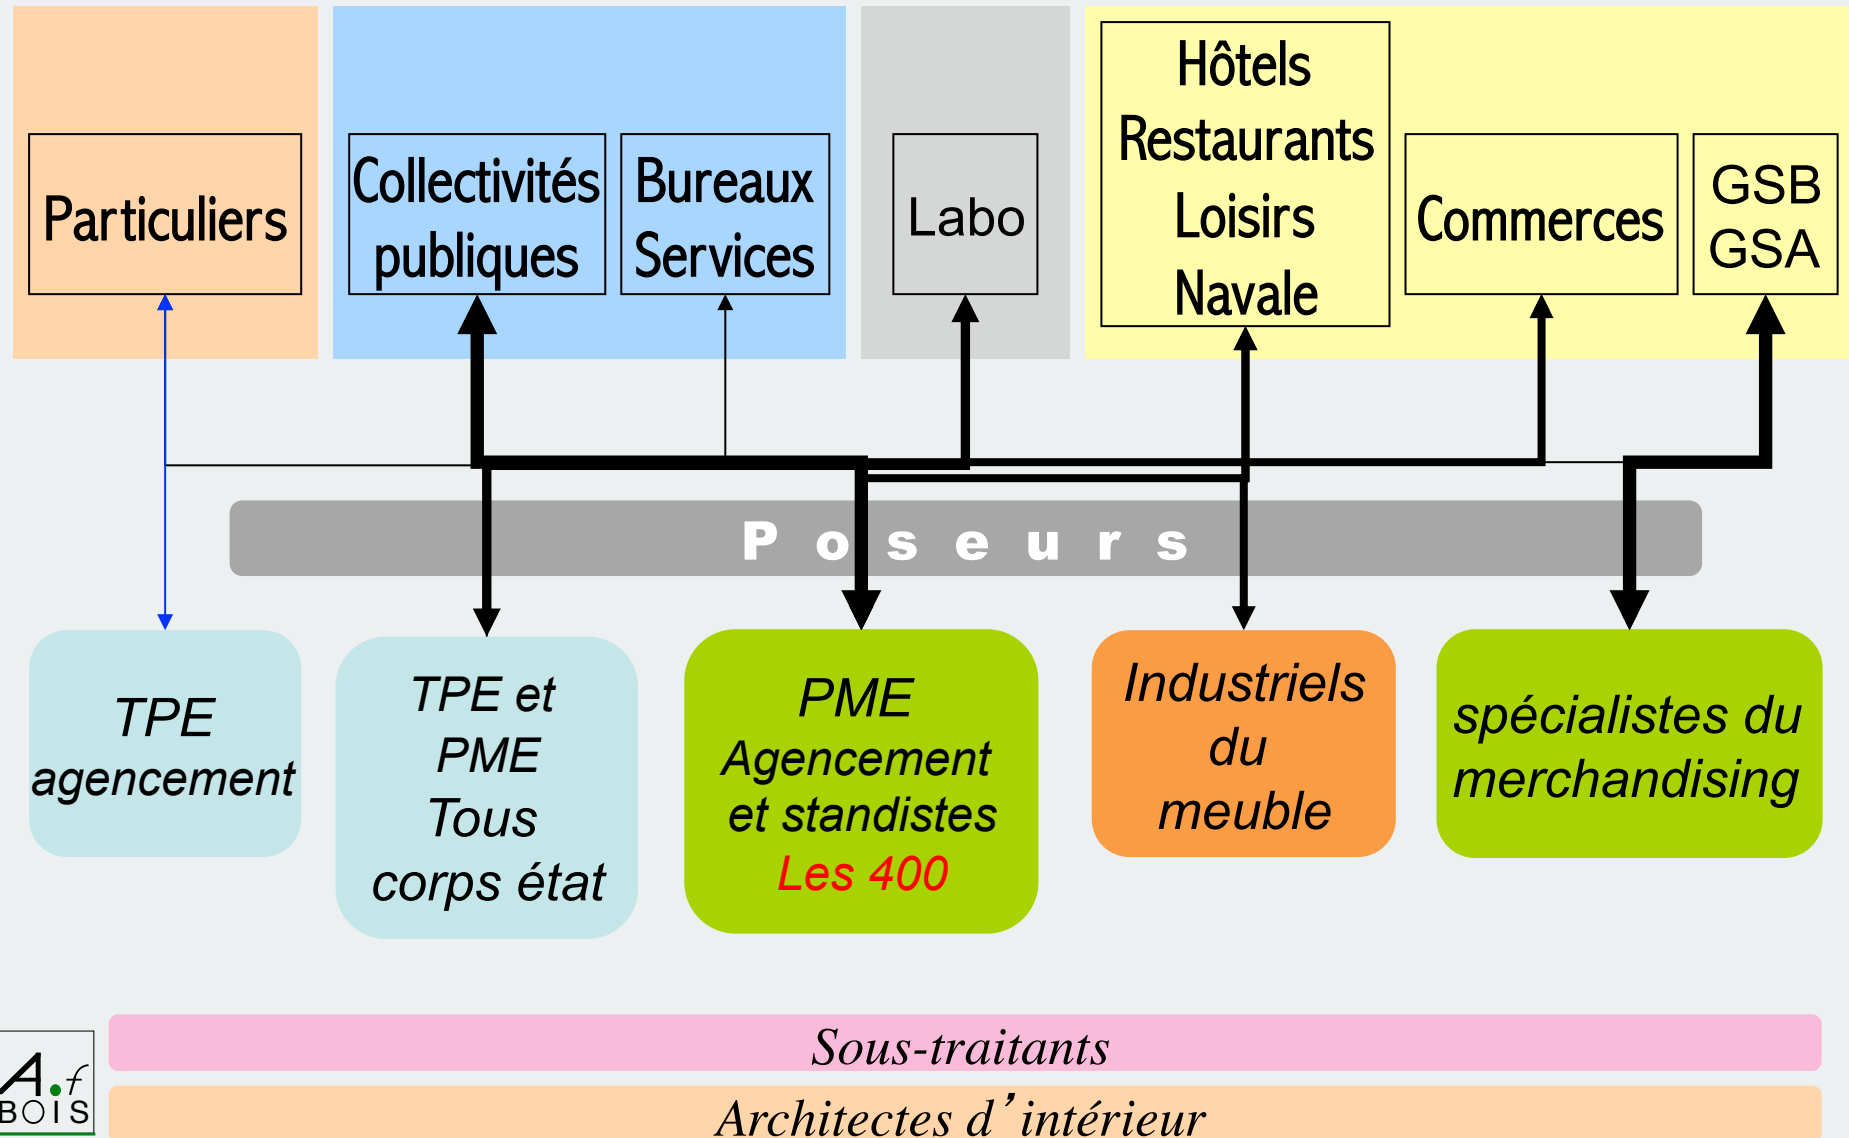 Particuliers
Collectivités
publiques
Bureaux
Services
Labo
Hôtels
Restaurants
Loisirs
Navale
Commerces
GSB
GSA
Poseurs
TPE
agencement
TPE et
PME
Tous
corps état
PME
Agencement
et standistes
Les 400
Industriels
du
meuble
spécialistes du
merchandising
Sous-traitants
Architectes d’intérieur
A.f
BOIS